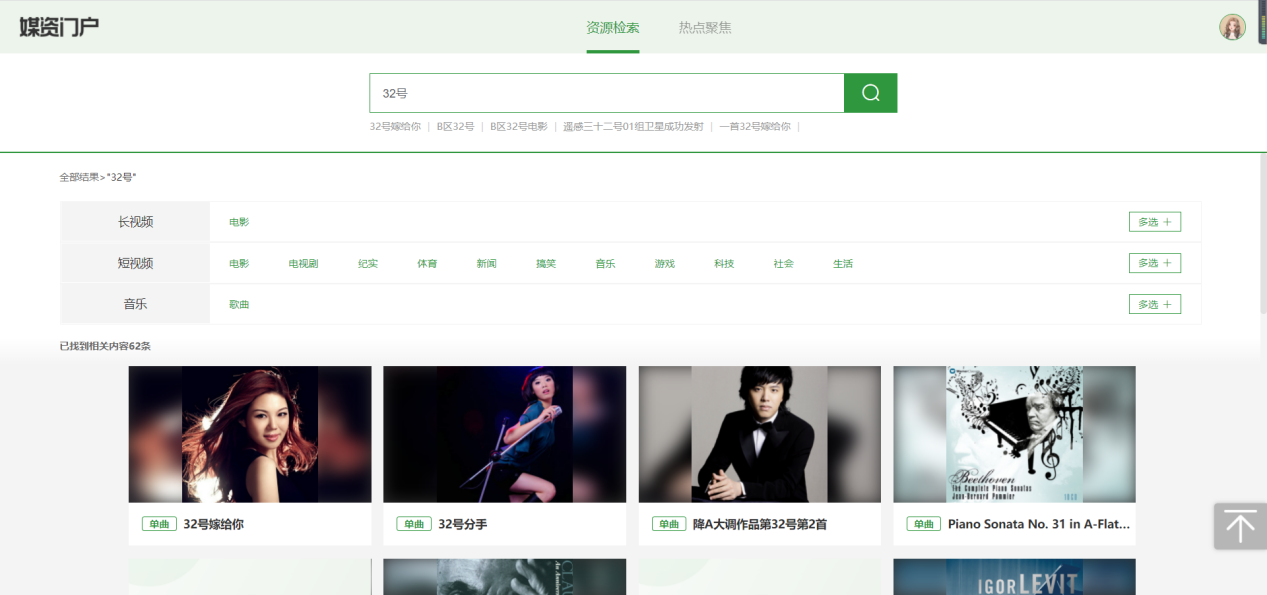 媒资门户
资源检索 热点聚焦
32号
32号嫁给你 | B区32号 | B区32号电影 | 遥感三十二号01组卫星成功发射 | 一首32号嫁给你 |
全部结果>"32号"
长视频 电影 多选 +
短视频 电影 电视剧 纪实 体育 新闻 搞笑 音乐 游戏 科技 社会 生活 多选 +
音乐 歌曲 多选 +
已找到相关内容62条
Beethoven
The Complete Piano Sonatas
Jean-Bernard Pommier
10CD
单曲 32号嫁给你
单曲 32号分手
单曲 降A大调作品第32号第2首
单曲 Piano Sonata No. 31 in A-Flat...
IGOR LEVIT